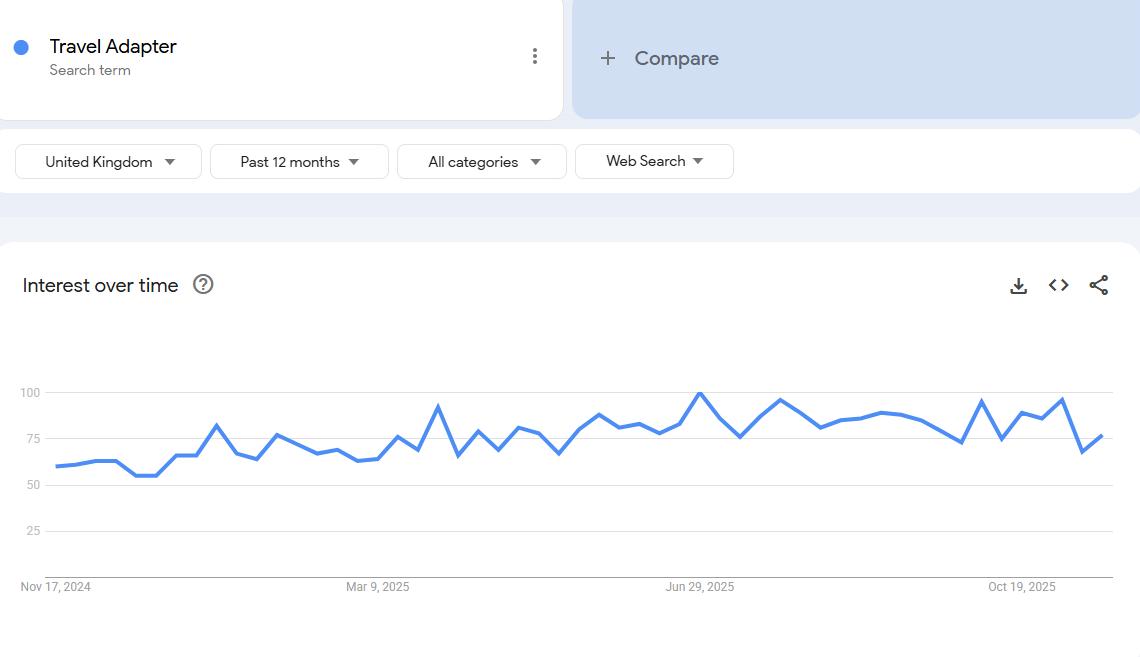 Travel Adapter
Search term
+ Compare
United Kingdom
Past 12 months
All categories
Web Search
Interest over time
100
75
50
25
Nov 17, 2024
Mar 9, 2025
Jun 29, 2025
Oct 19, 2025